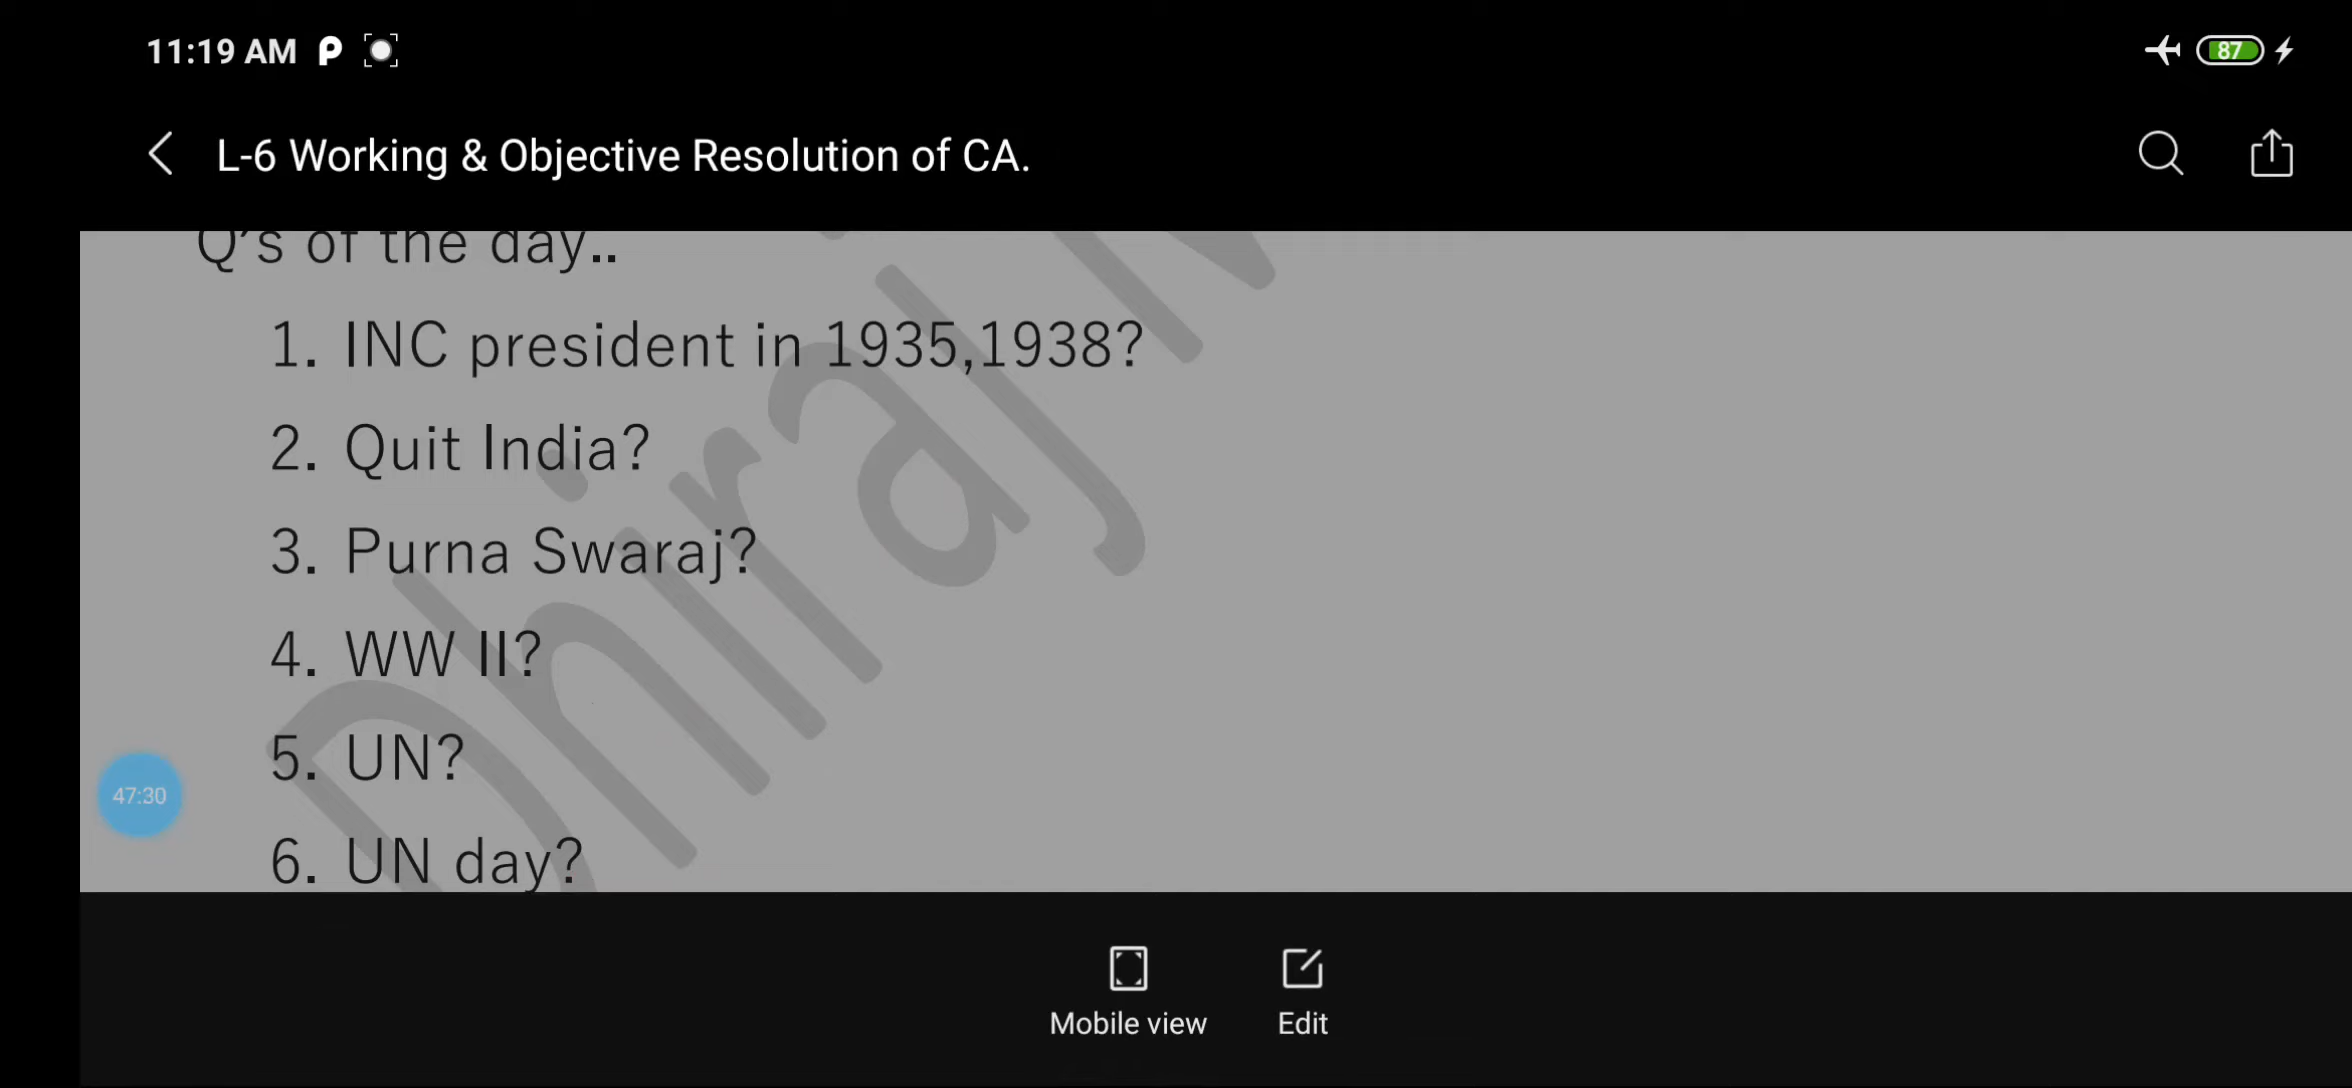 11:19 AM P 87
L-6 Working & Objective Resolution of CA.
Q's of the day..
1. INC president in 1935,1938?
2. Quit India?
3. Purna Swaraj?
4. WW II?
5. UN?
6. UN day?
47:30
Dhiraj
Mobile view
Edit